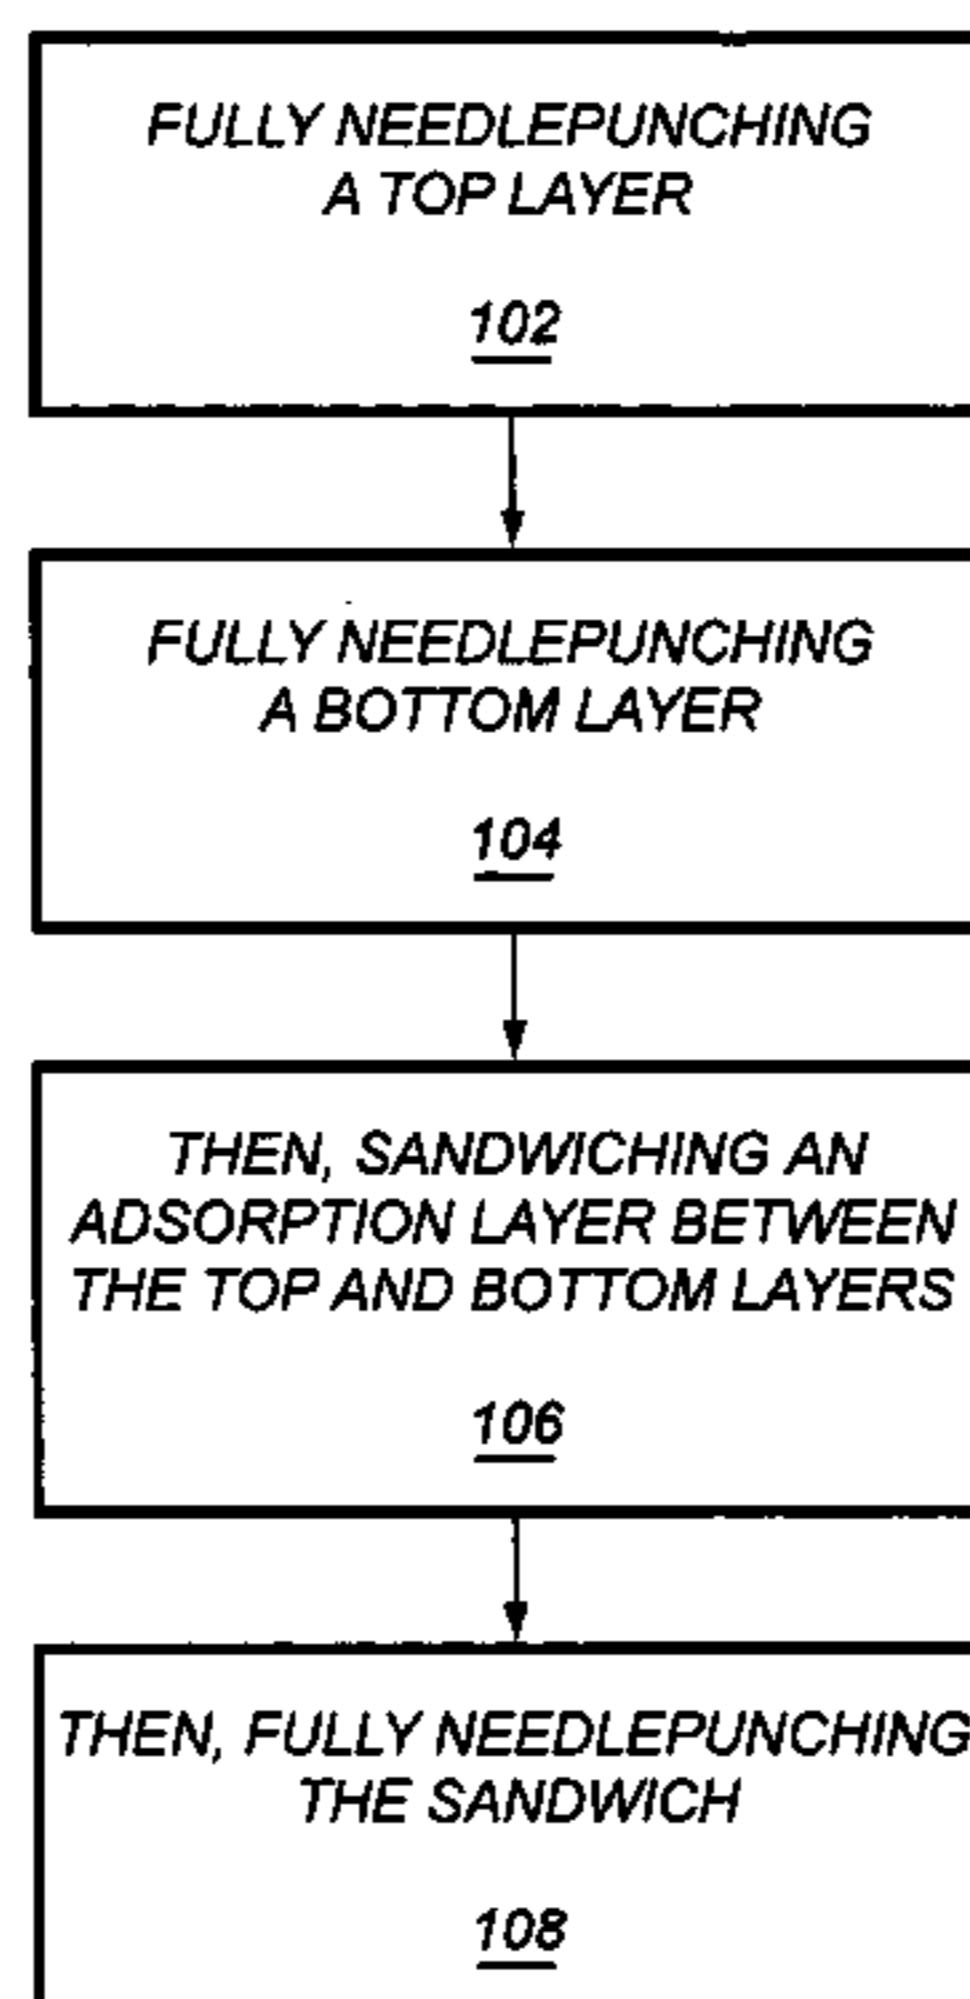 FULLY NEEDLEPUNCHING
A TOP LAYER
102
FULLY NEEDLEPUNCHING
A BOTTOM LAYER
104
THEN, SANDWICHING AN
ADSORPTION LAYER BETWEEN
THE TOP AND BOTTOM LAYERS
106
THEN, FULLY NEEDLEPUNCHING
THE SANDWICH
108